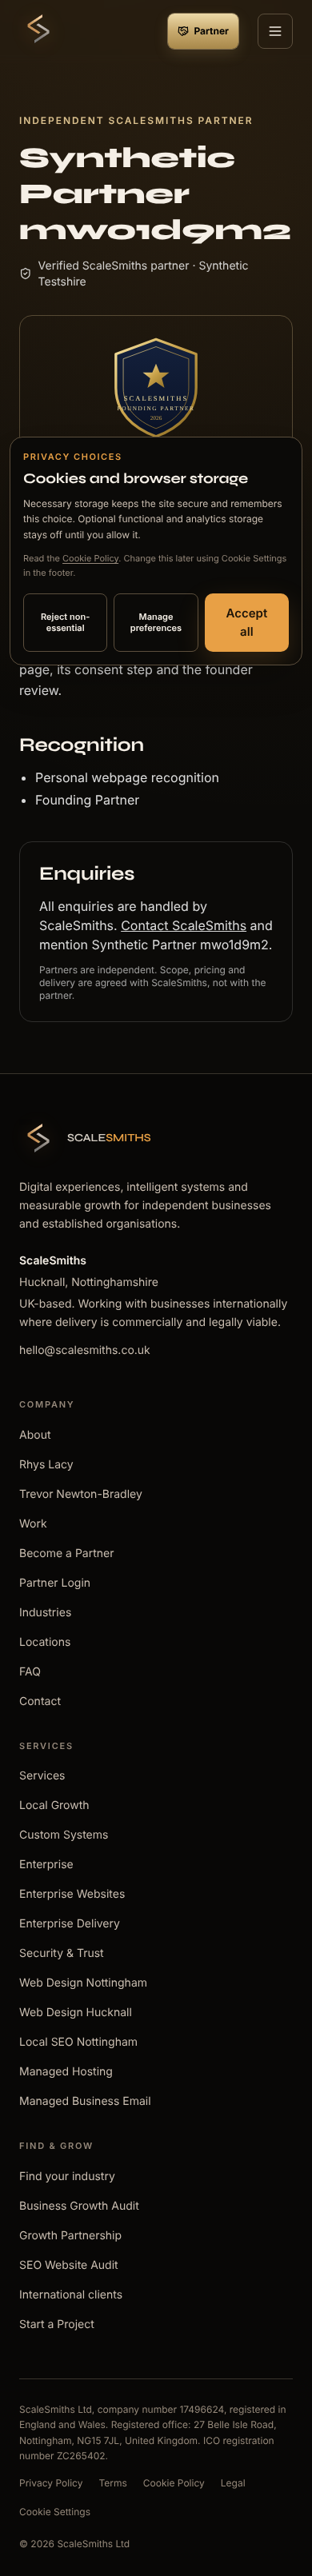 Partner
INDEPENDENT SCALESMITHS PARTNER
Synthetic
Partner
mwo1d9m2
Verified ScaleSmiths partner · Synthetic
Testshire
SCALESMITHS
FOUNDING PARTNER
2026
PRIVACY CHOICES
Cookies and browser storage
Necessary storage keeps the site secure and remembers
this choice. Optional functional and analytics storage
stays off until you allow it.
Read the Cookie Policy. Change this later using Cookie Settings
in the footer.
Reject non-
essential
Manage
preferences
Accept
all
page, its consent step and the founder
review.
Recognition
• Personal webpage recognition
• Founding Partner
Enquiries
All enquiries are handled by
ScaleSmiths. Contact ScaleSmiths and
mention Synthetic Partner mwo1d9m2.
Partners are independent. Scope, pricing and
delivery are agreed with ScaleSmiths, not with the
partner.
SCALESMITHS
Digital experiences, intelligent systems and
measurable growth for independent businesses
and established organisations.
ScaleSmiths
Hucknall, Nottinghamshire
UK-based. Working with businesses internationally
where delivery is commercially and legally viable.
hello@scalesmiths.co.uk
COMPANY
About
Rhys Lacy
Trevor Newton-Bradley
Work
Become a Partner
Partner Login
Industries
Locations
FAQ
Contact
SERVICES
Services
Local Growth
Custom Systems
Enterprise
Enterprise Websites
Enterprise Delivery
Security & Trust
Web Design Nottingham
Web Design Hucknall
Local SEO Nottingham
Managed Hosting
Managed Business Email
FIND & GROW
Find your industry
Business Growth Audit
Growth Partnership
SEO Website Audit
International clients
Start a Project
ScaleSmiths Ltd, company number 17496624, registered in
England and Wales. Registered office: 27 Belle Isle Road,
Nottingham, NG15 7JL, United Kingdom. ICO registration
number ZC265402.
Privacy Policy Terms Cookie Policy Legal
Cookie Settings
© 2026 ScaleSmiths Ltd